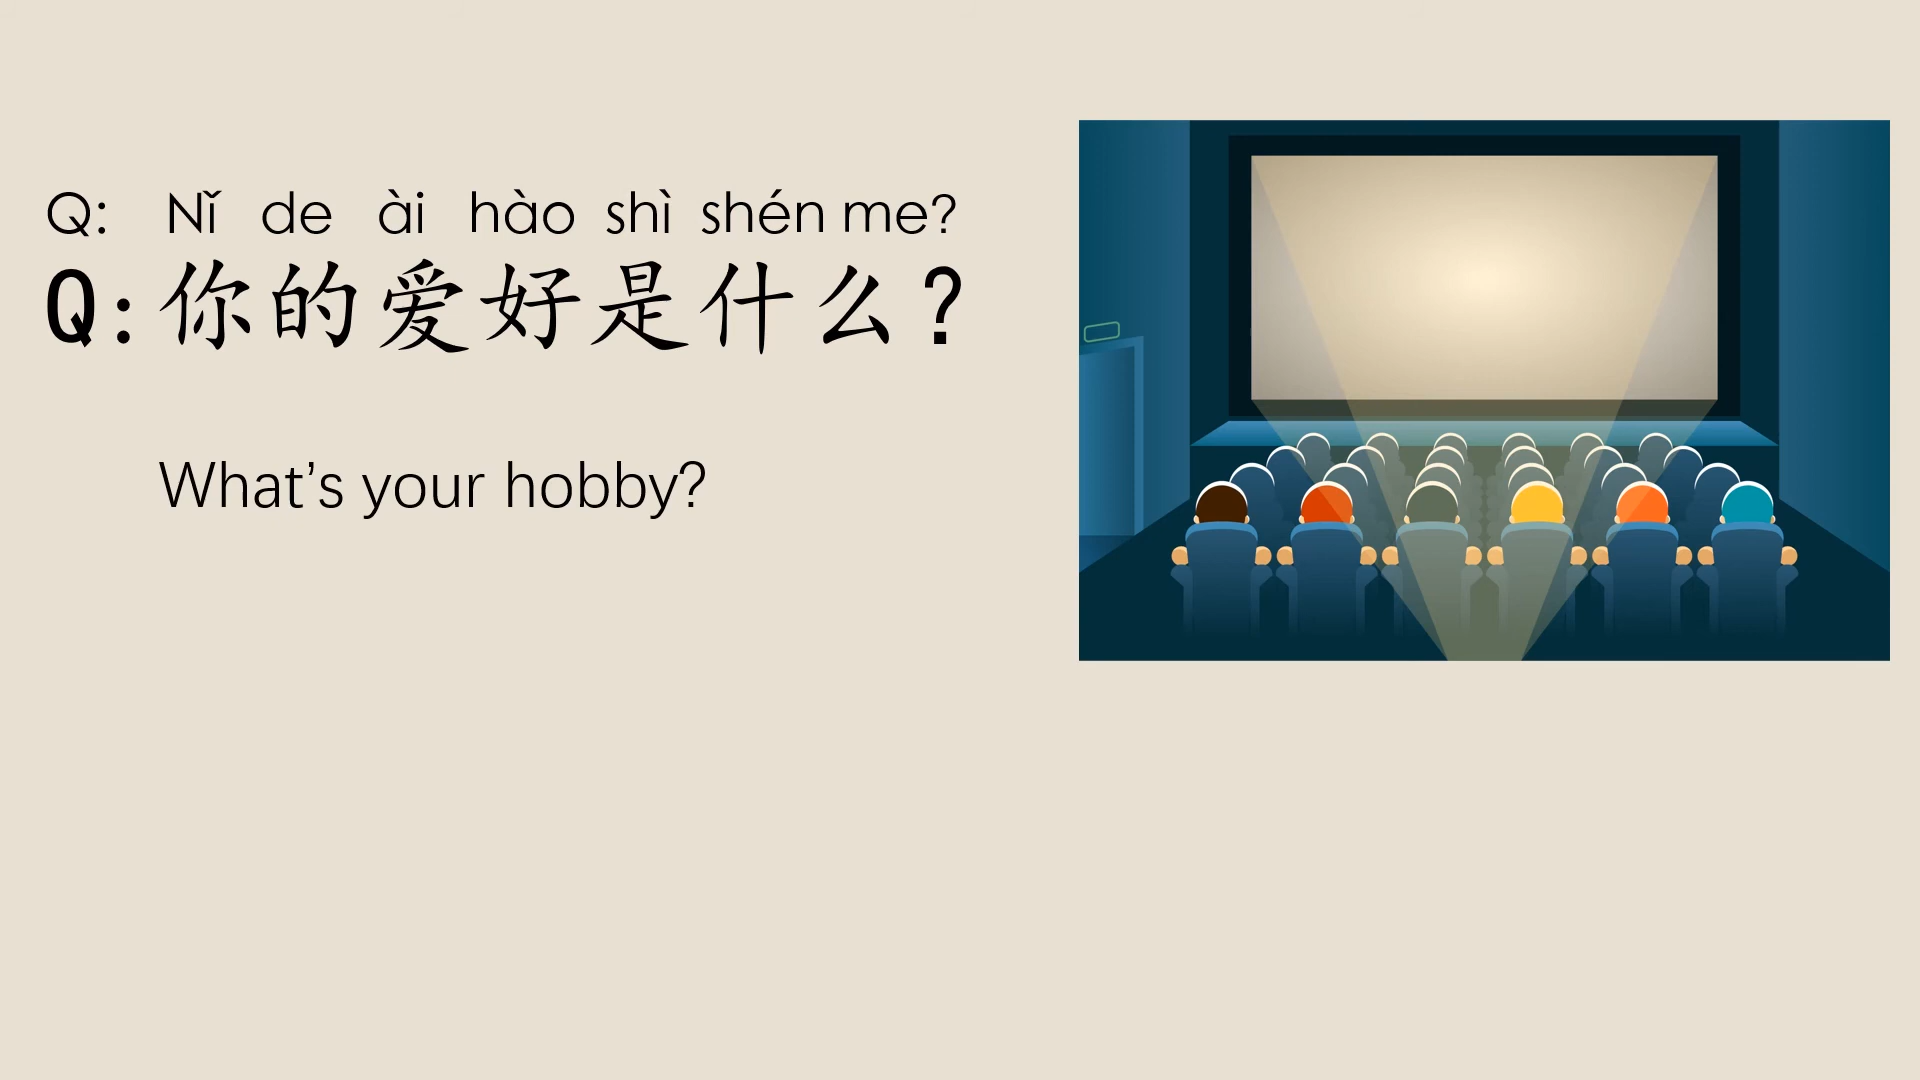 Q: Nǐ de ài hào shì shén me?
Q:你的爱好是什么?
What’s your hobby?